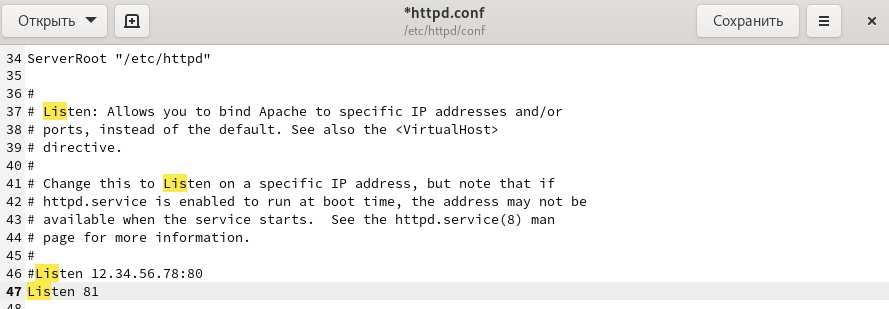 Открыть
*httpd.conf
/etc/httpd/conf
Сохранить
34 ServerRoot "/etc/httpd"
35
36 #
37 # Listen: Allows you to bind Apache to specific IP addresses and/or
38 # ports, instead of the default. See also the <VirtualHost>
39 # directive.
40 #
41 # Change this to Listen on a specific IP address, but note that if
42 # httpd.service is enabled to run at boot time, the address may not be
43 # available when the service starts.  See the httpd.service(8) man
44 # page for more information.
45 #
46 #Listen 12.34.56.78:80
47 Listen 81
48